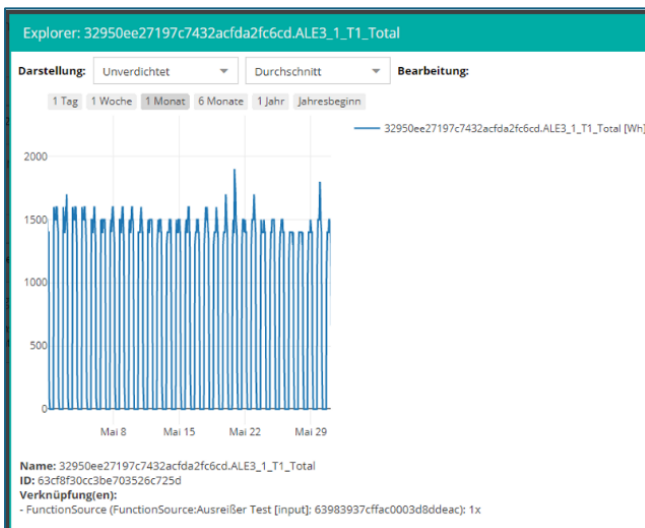 Explorer: 32950ee27197c7432acfda2fc6cd.ALE3_1_T1_Total
Darstellung: Unverdichtet Durchschnitt Bearbeitung:
1 Tag 1 Woche 1 Monat 6 Monate 1 Jahr Jahresbeginn
32950ee27197c7432acfda2fc6cd.ALE3_1_T1_Total [Wh]
2000
1500
1000
500
0
Mai 8 Mai 15 Mai 22 Mai 29
Name: 32950ee27197c7432acfda2fc6cd.ALE3_1_T1_Total
ID: 63cf8f30cc3be703526c725d
Verknüpfung(en):
- FunctionSource (FunctionSource:Ausreißer Test [input]: 63983937cffac0003d8ddeac): 1x